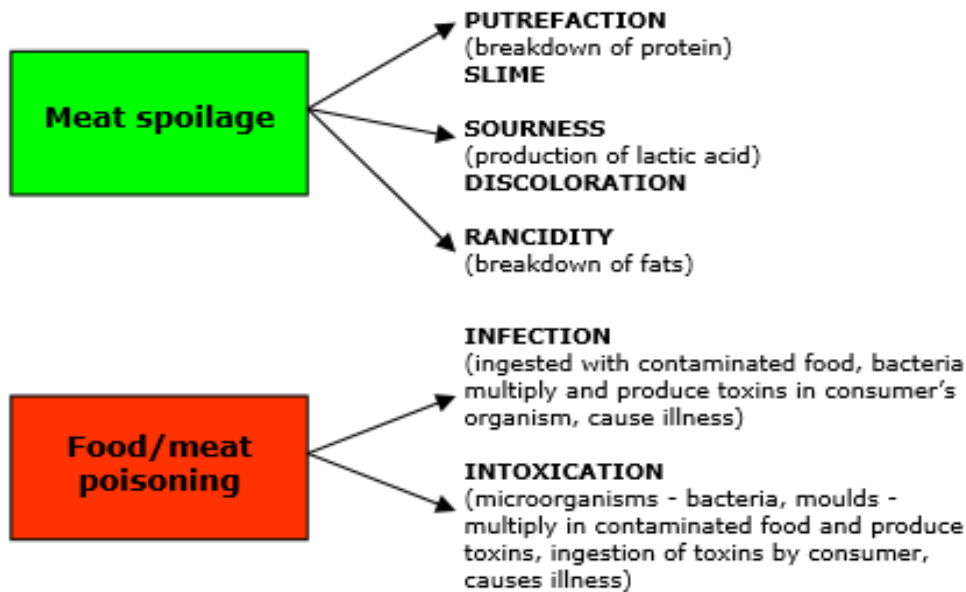 Meat spoilage
PUTREFACTION
(breakdown of protein)
SLIME
SOURNESS
(production of lactic acid)
DISCOLORATION
RANCIDITY
(breakdown of fats)
Food/meat
poisoning
INFECTION
(ingested with contaminated food, bacteria
multiply and produce toxins in consumer's
organism, cause illness)
INTOXICATION
(microorganisms - bacteria, moulds -
multiply in contaminated food and produce
toxins, ingestion of toxins by consumer,
causes illness)